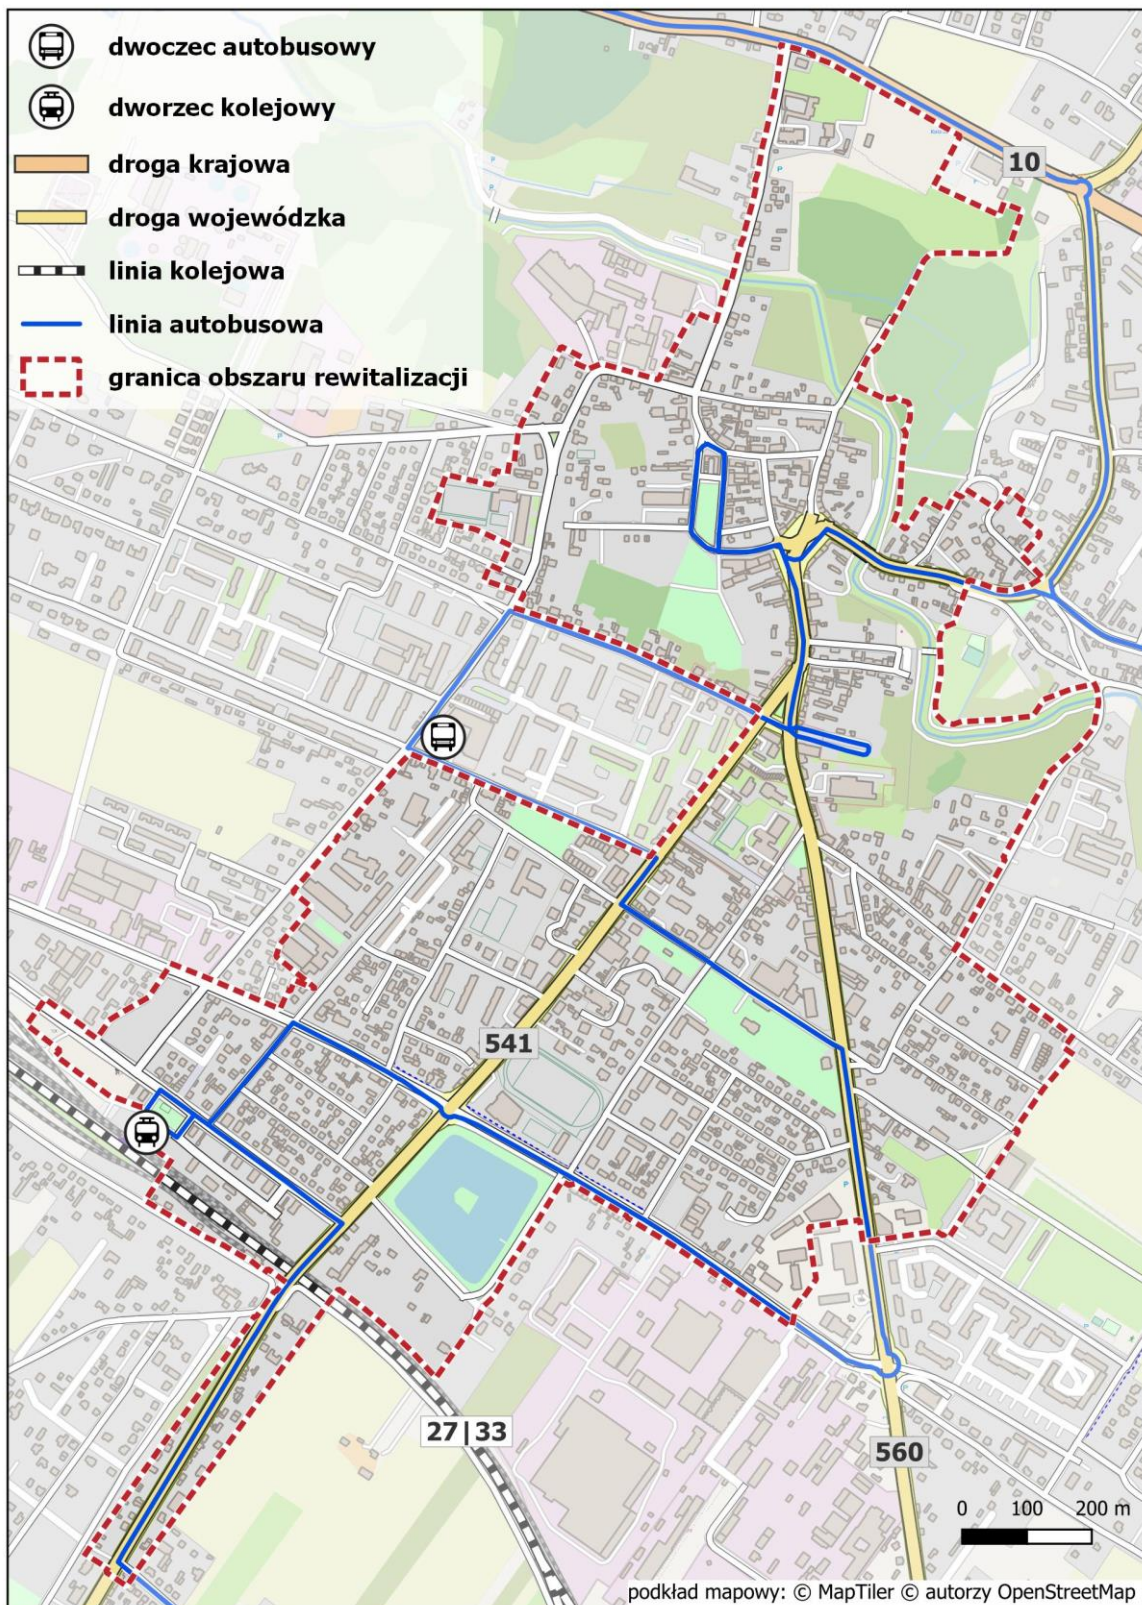 dwoczec autobusowy
dworzec kolejowy
droga krajowa
droga wojewódzka
linia kolejowa
linia autobusowa
granica obszaru rewitalizacji
10
541
27|33
560
0 100 200 m
podkład mapowy: © MapTiler © autorzy OpenStreetMap